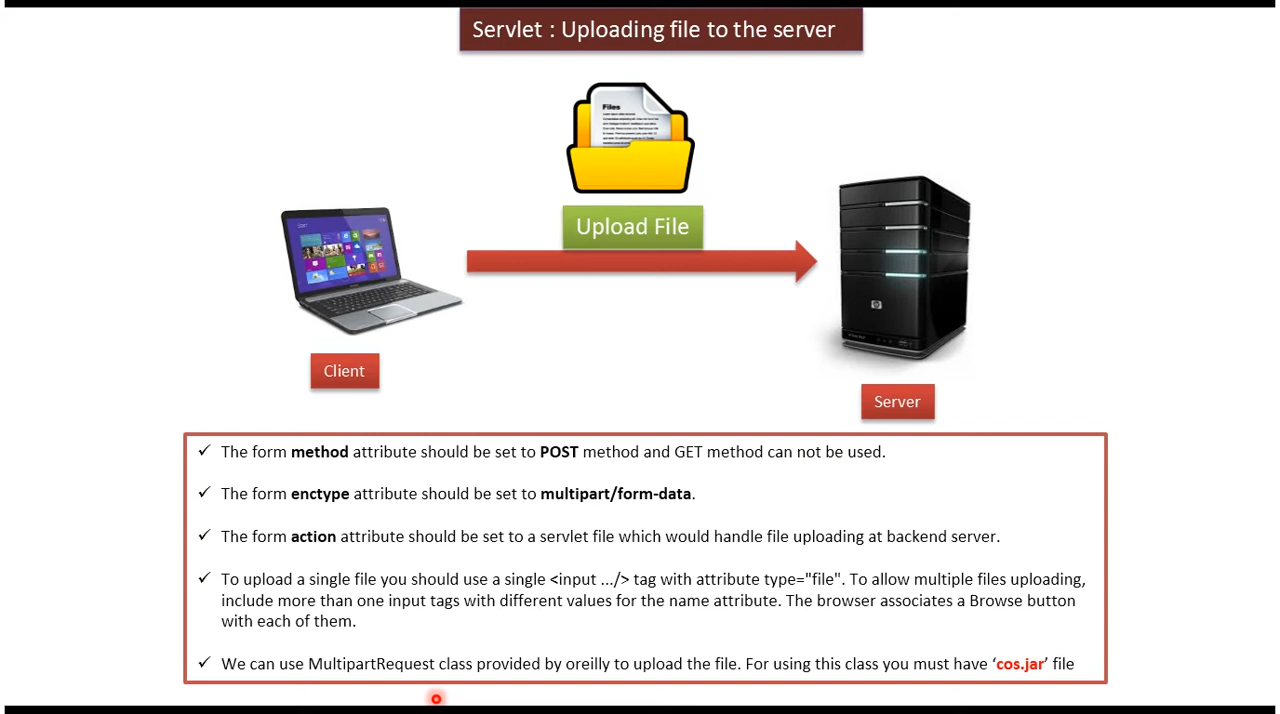 Servlet : Uploading file to the server
Files
Upload File
Client
Server
✓ The form method attribute should be set to POST method and GET method can not be used.
✓ The form enctype attribute should be set to multipart/form-data.
✓ The form action attribute should be set to a servlet file which would handle file uploading at backend server.
✓ To upload a single file you should use a single <input .../> tag with attribute type="file". To allow multiple files uploading,
include more than one input tags with different values for the name attribute. The browser associates a Browse button
with each of them.
✓ We can use MultipartRequest class provided by oreilly to upload the file. For using this class you must have ‘cos.jar’ file